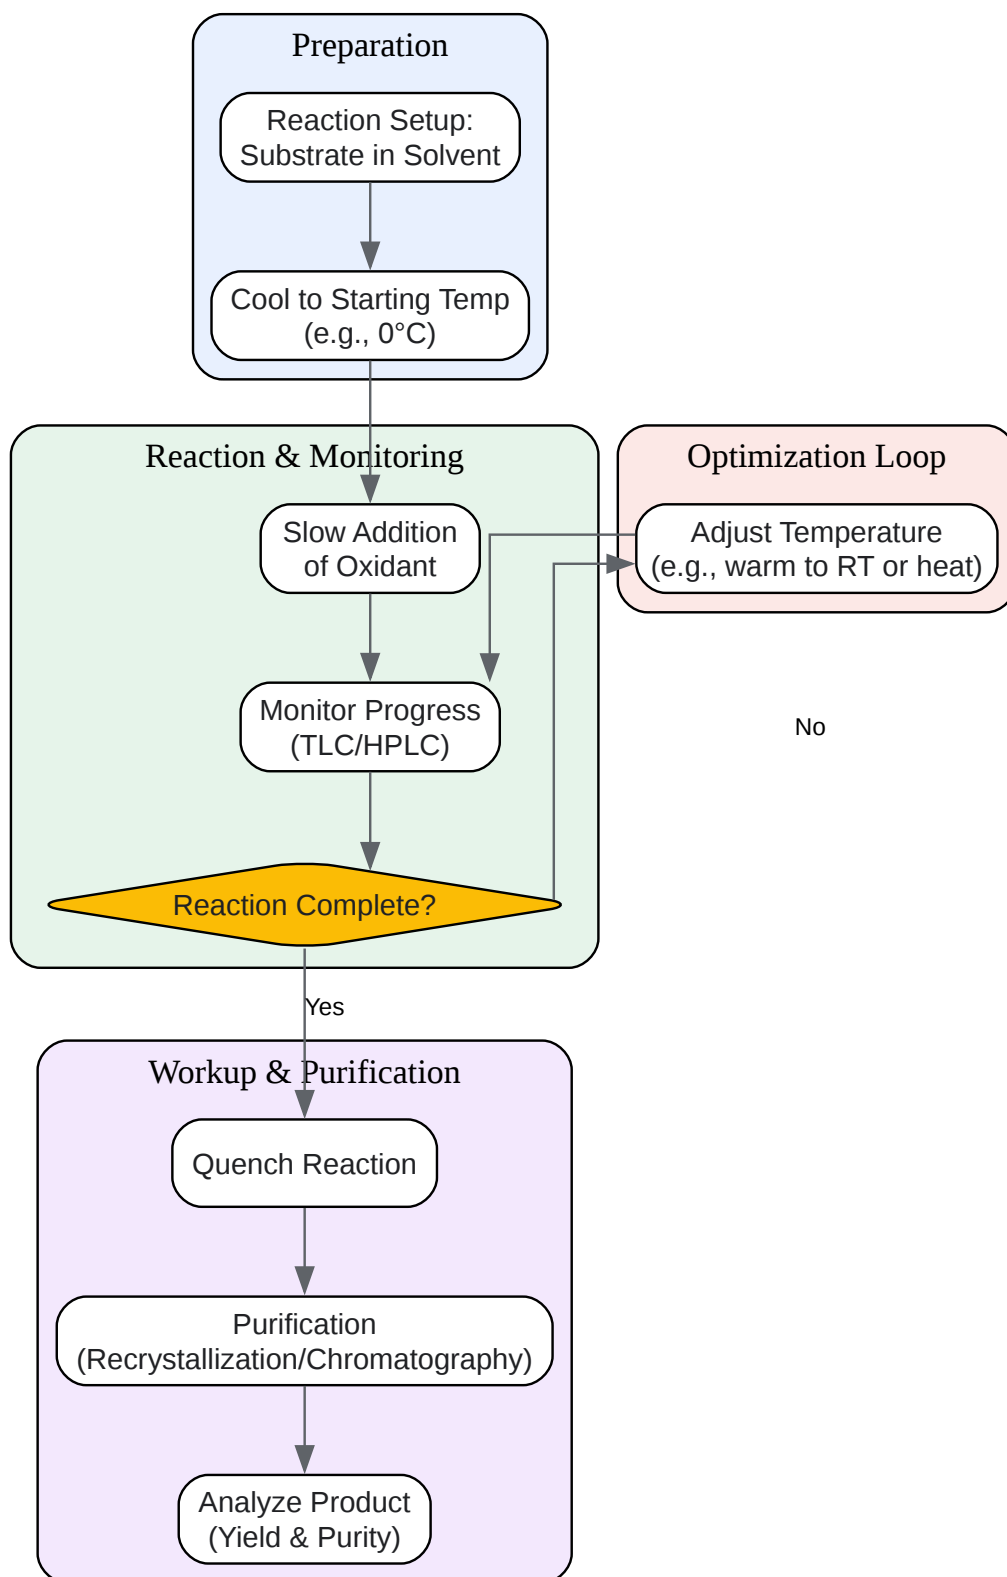 Preparation
Reaction Setup:
Substrate in Solvent
Cool to Starting Temp
(e.g., 0°C)
Reaction & Monitoring
Slow Addition
of Oxidant
Monitor Progress
(TLC/HPLC)
Reaction Complete?
Optimization Loop
Adjust Temperature
(e.g., warm to RT or heat)
No
Yes
Workup & Purification
Quench Reaction
Purification
(Recrystallization/Chromatography)
Analyze Product
(Yield & Purity)